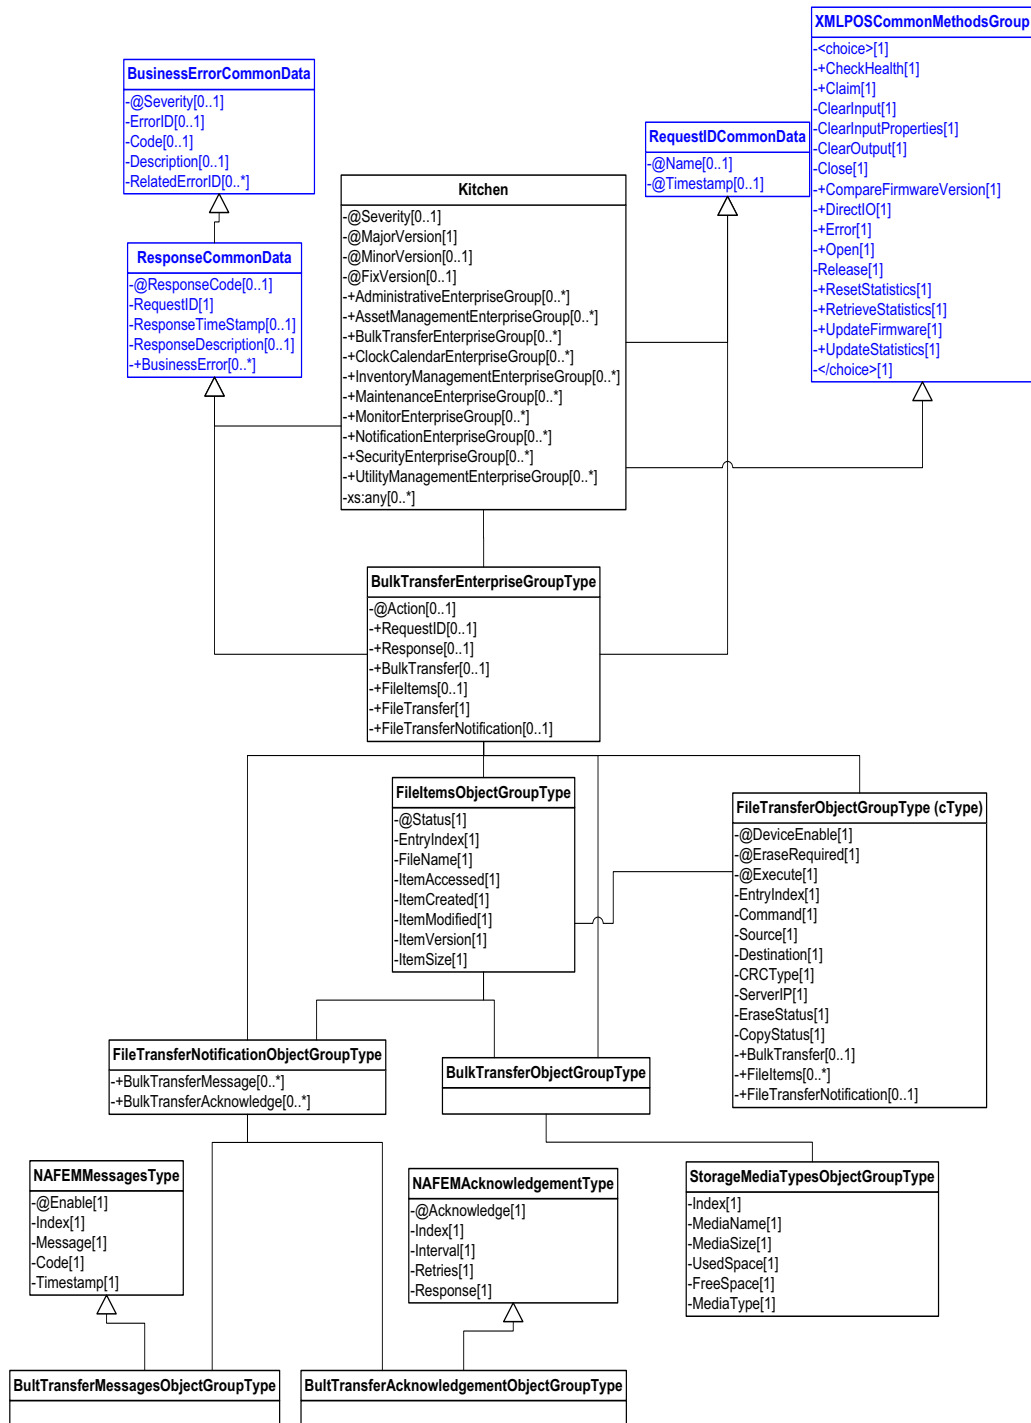 XMLPOSCommonMethodsGroup
-<choice>[1]
-+CheckHealth[1]
-+Claim[1]
-ClearInput[1]
-ClearInputProperties[1]
-ClearOutput[1]
-Close[1]
-+CompareFirmwareVersion[1]
-+DirectIO[1]
-+Error[1]
-+Open[1]
-Release[1]
-+ResetStatistics[1]
-+RetrieveStatistics[1]
-+UpdateFirmware[1]
-+UpdateStatistics[1]
-</choice>[1]
BusinessErrorCommonData
-@Severity[0..1]
-ErrorID[0..1]
-Code[0..1]
-Description[0..1]
-RelatedErrorID[0..*]
RequestIDCommonData
-@Name[0..1]
-@Timestamp[0..1]
Kitchen
-@Severity[0..1]
-@MajorVersion[1]
-@MinorVersion[0..1]
-@FixVersion[0..1]
-+AdministrativeEnterpriseGroup[0..*]
-+AssetManagementEnterpriseGroup[0..*]
-+BulkTransferEnterpriseGroup[0..*]
-+ClockCalendarEnterpriseGroup[0..*]
-+InventoryManagementEnterpriseGroup[0..*]
-+MaintenanceEnterpriseGroup[0..*]
-+MonitorEnterpriseGroup[0..*]
-+NotificationEnterpriseGroup[0..*]
-+SecurityEnterpriseGroup[0..*]
-+UtilityManagementEnterpriseGroup[0..*]
-xs:any[0..*]
ResponseCommonData
-@ResponseCode[0..1]
-RequestID[1]
-ResponseTimeStamp[0..1]
-ResponseDescription[0..1]
-+BusinessError[0..*]
BulkTransferEnterpriseGroupType
-@Action[0..1]
-+RequestID[0..1]
-+Response[0..1]
-+BulkTransfer[0..1]
-+FileItems[0..1]
-+FileTransfer[1]
-+FileTransferNotification[0..1]
FileItemsObjectGroupType
-@Status[1]
-EntryIndex[1]
-FileName[1]
-ItemAccessed[1]
-ItemCreated[1]
-ItemModified[1]
-ItemVersion[1]
-ItemSize[1]
FileTransferObjectGroupType (cType)
-@DeviceEnable[1]
-@EraseRequired[1]
-@Execute[1]
-EntryIndex[1]
-Command[1]
-Source[1]
-Destination[1]
-CRCType[1]
-ServerIP[1]
-EraseStatus[1]
-CopyStatus[1]
-+BulkTransfer[0..1]
-+FileItems[0..*]
-+FileTransferNotification[0..1]
FileTransferNotificationObjectGroupType
-+BulkTransferMessage[0..*]
-+BulkTransferAcknowledge[0..*]
BulkTransferObjectGroupType
NAFEMMessagesType
-@Enable[1]
-Index[1]
-Message[1]
-Code[1]
-Timestamp[1]
NAFEMAcknowledgementType
-@Acknowledge[1]
-Index[1]
-Interval[1]
-Retries[1]
-Response[1]
StorageMediaTypesObjectGroupType
-Index[1]
-MediaName[1]
-MediaSize[1]
-UsedSpace[1]
-FreeSpace[1]
-MediaType[1]
BultTransferMessagesObjectGroupType
BultTransferAcknowledgementObjectGroupType